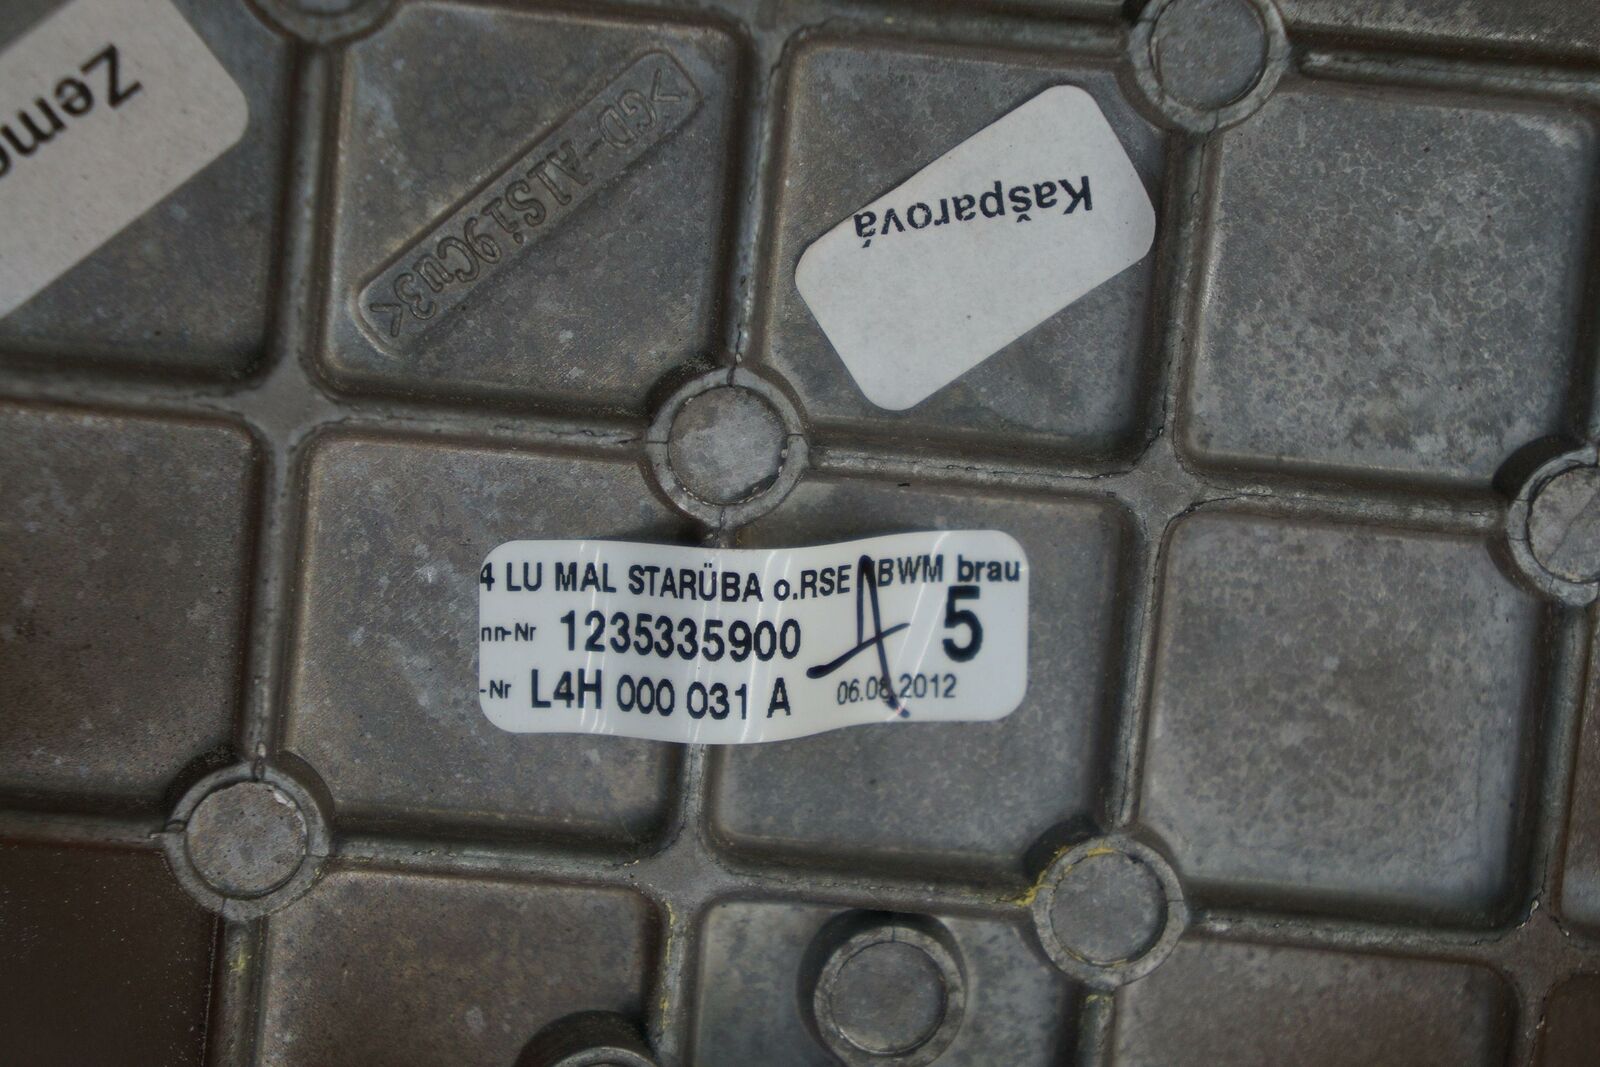 >GD-AlSi9Cu3<
Kašparová
4 LU MAL STARÜBA o.RSE BWM brau
nn-Nr 1235335900 5
-Nr L4H 000 031 A 06.08.2012